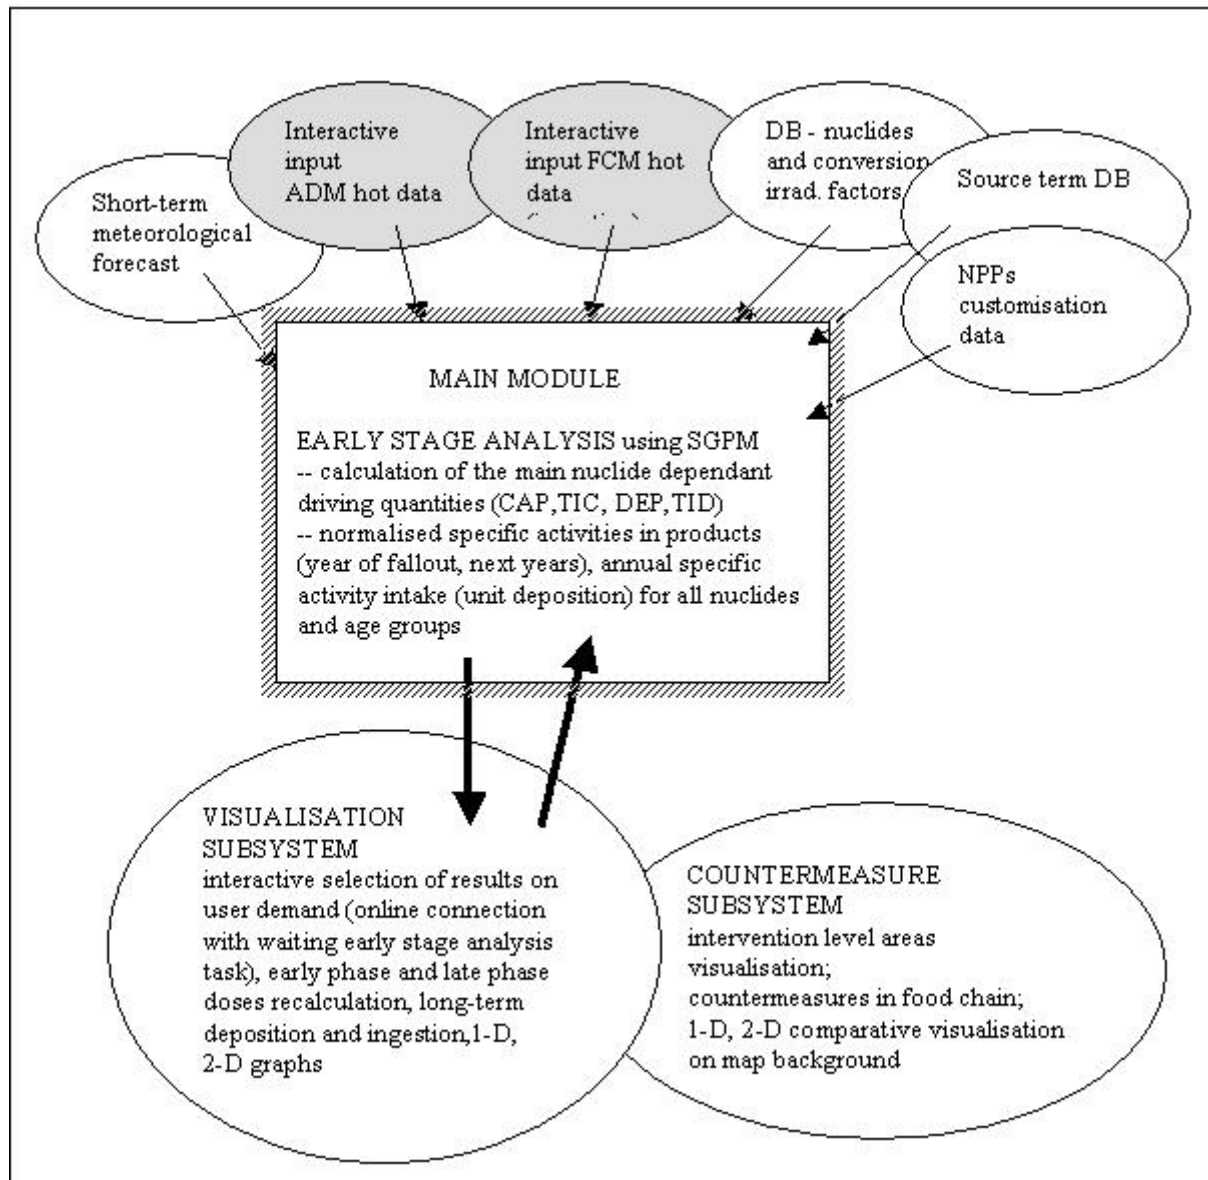 Interactive
input
ADM hot data
Interactive
input FCM hot
data
DB - nuclides
and conversion
irrad. factors
Source term DB
Short-term
meteorological
forecast
NPPs
customisation
data
MAIN MODULE
EARLY STAGE ANALYSIS using SGPM
-- calculation of the main nuclide dependant
driving quantities (CAP,TIC, DEP,TID)
-- normalised specific activities in products
(year of fallout, next years), annual specific
activity intake (unit deposition) for all nuclides
and age groups
VISUALISATION
SUBSYSTEM
interactive selection of results on
user demand (online connection
with waiting early stage analysis
task), early phase and late phase
doses recalculation, long-term
deposition and ingestion,1-D,
2-D graphs
COUNTERMEASURE
SUBSYSTEM
intervention level areas
visualisation;
countermeasures in food chain;
1-D, 2-D comparative visualisation
on map background